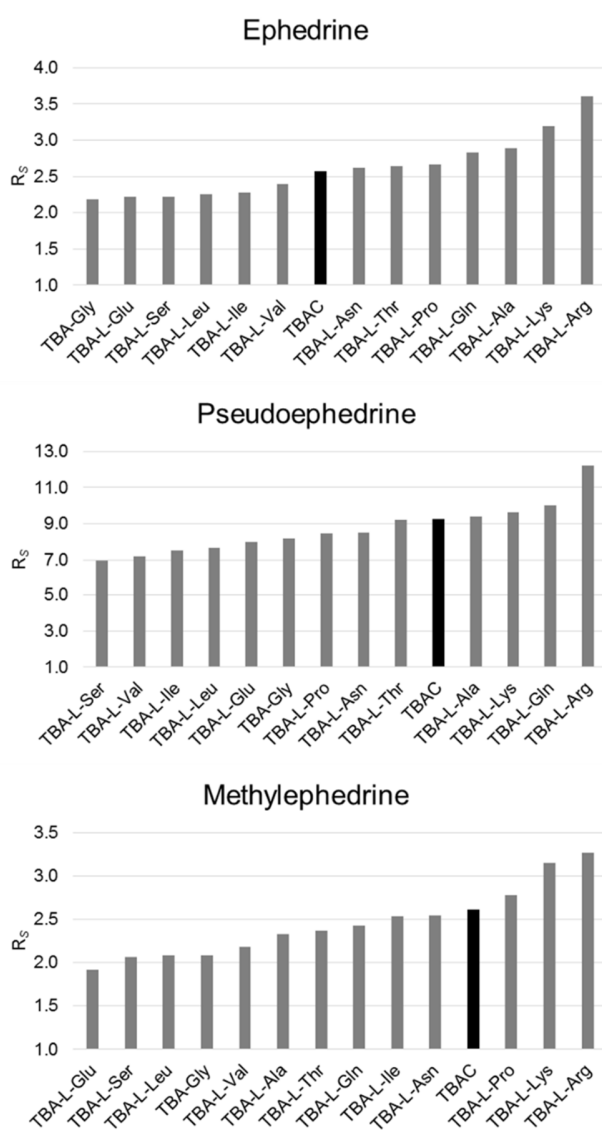 Ephedrine
4.0
3.5
3.0
2.5
2.0
1.5
1.0
RS
TBA-Gly
TBA-L-Glu
TBA-L-Ser
TBA-L-Leu
TBA-L-Ile
TBA-L-Val
TBAC
TBA-L-Asn
TBA-L-Thr
TBA-L-Pro
TBA-L-Gln
TBA-L-Ala
TBA-L-Lys
TBA-L-Arg
Pseudoephedrine
13.0
11.0
9.0
7.0
5.0
3.0
1.0
RS
TBA-L-Ser
TBA-L-Val
TBA-L-Ile
TBA-L-Leu
TBA-L-Glu
TBA-Gly
TBA-L-Pro
TBA-L-Asn
TBA-L-Thr
TBAC
TBA-L-Ala
TBA-L-Lys
TBA-L-Gln
TBA-L-Arg
Methylephedrine
3.5
3.0
2.5
2.0
1.5
1.0
RS
TBA-L-Glu
TBA-L-Ser
TBA-L-Leu
TBA-Gly
TBA-L-Val
TBA-L-Ala
TBA-L-Thr
TBA-L-Gln
TBA-L-Ile
TBA-L-Asn
TBAC
TBA-L-Pro
TBA-L-Lys
TBA-L-Arg